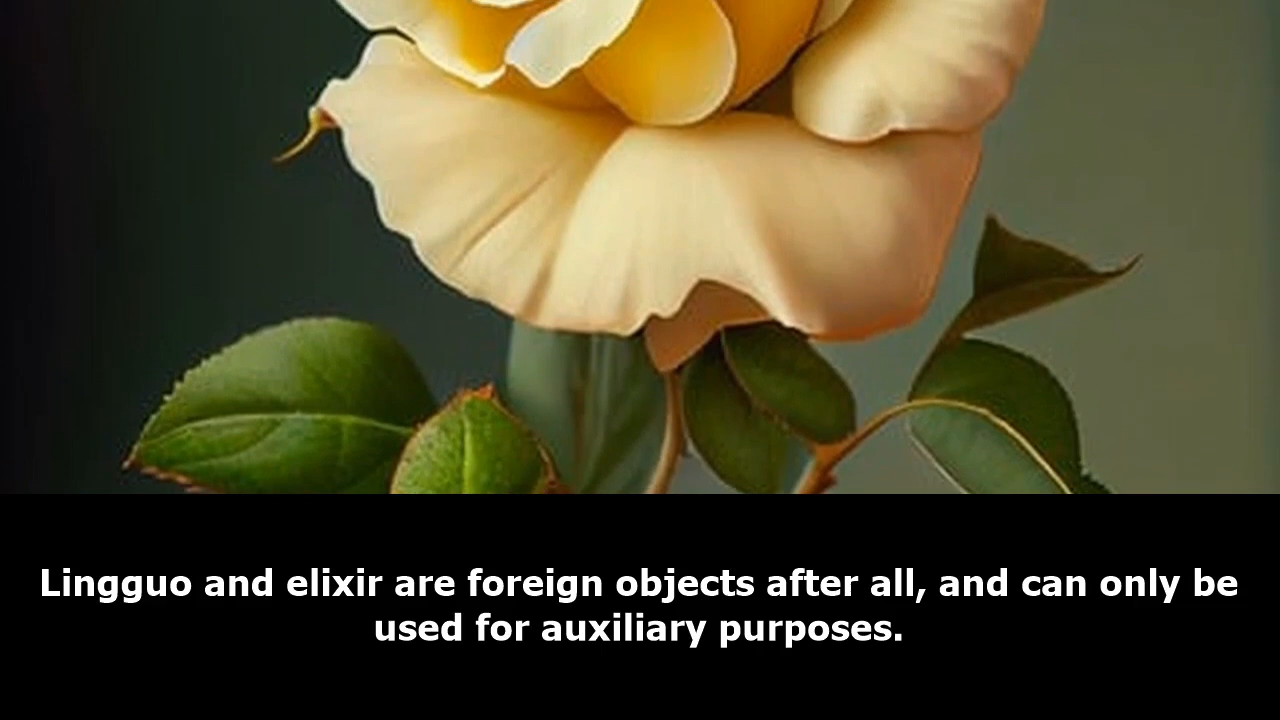 Lingguo and elixir are foreign objects after all, and can only be
used for auxiliary purposes.